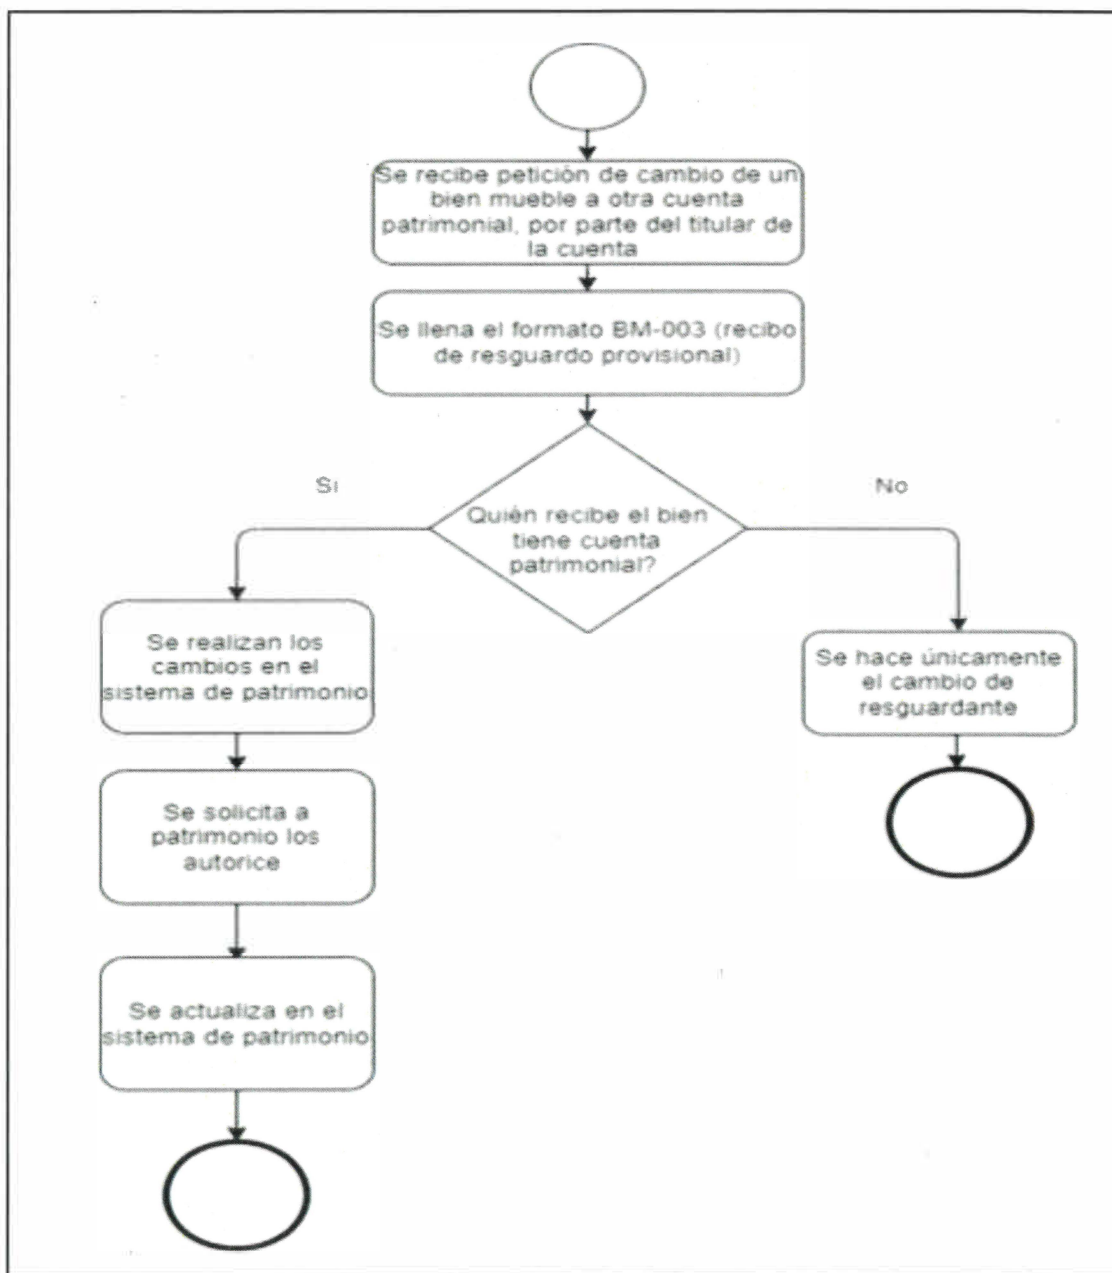 Se recibe petición de cambio de un
bien mueble a otra cuenta
patrimonial, por parte del titular de
la cuenta
Se llena el formato BM-003 (recibo
de resguardo provisional)
Si
No
Quién recibe el bien
tiene cuenta
patrimonial?
Se realizan los
cambios en el
sistema de patrimonio
Se hace únicamente
el cambio de
resguardante
Se solicita a
patrimonio los
autorice
Se actualiza en el
sistema de patrimonio